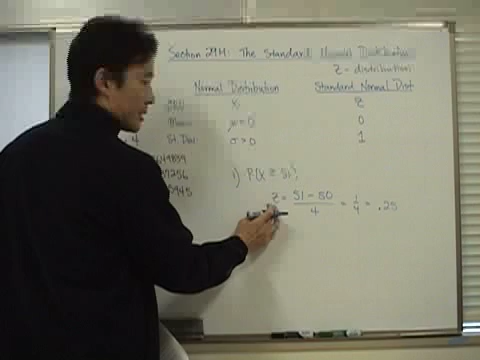 Section 29H: The Standard Normal Distribution
Z-distribution
Normal Distribution Standard Normal Dist
X Z
Mean 0
St. Dev. σ > 0 1
4
1) P(X ≥ 51)
z = 51 - 50 / 4 = 1/4 = .25